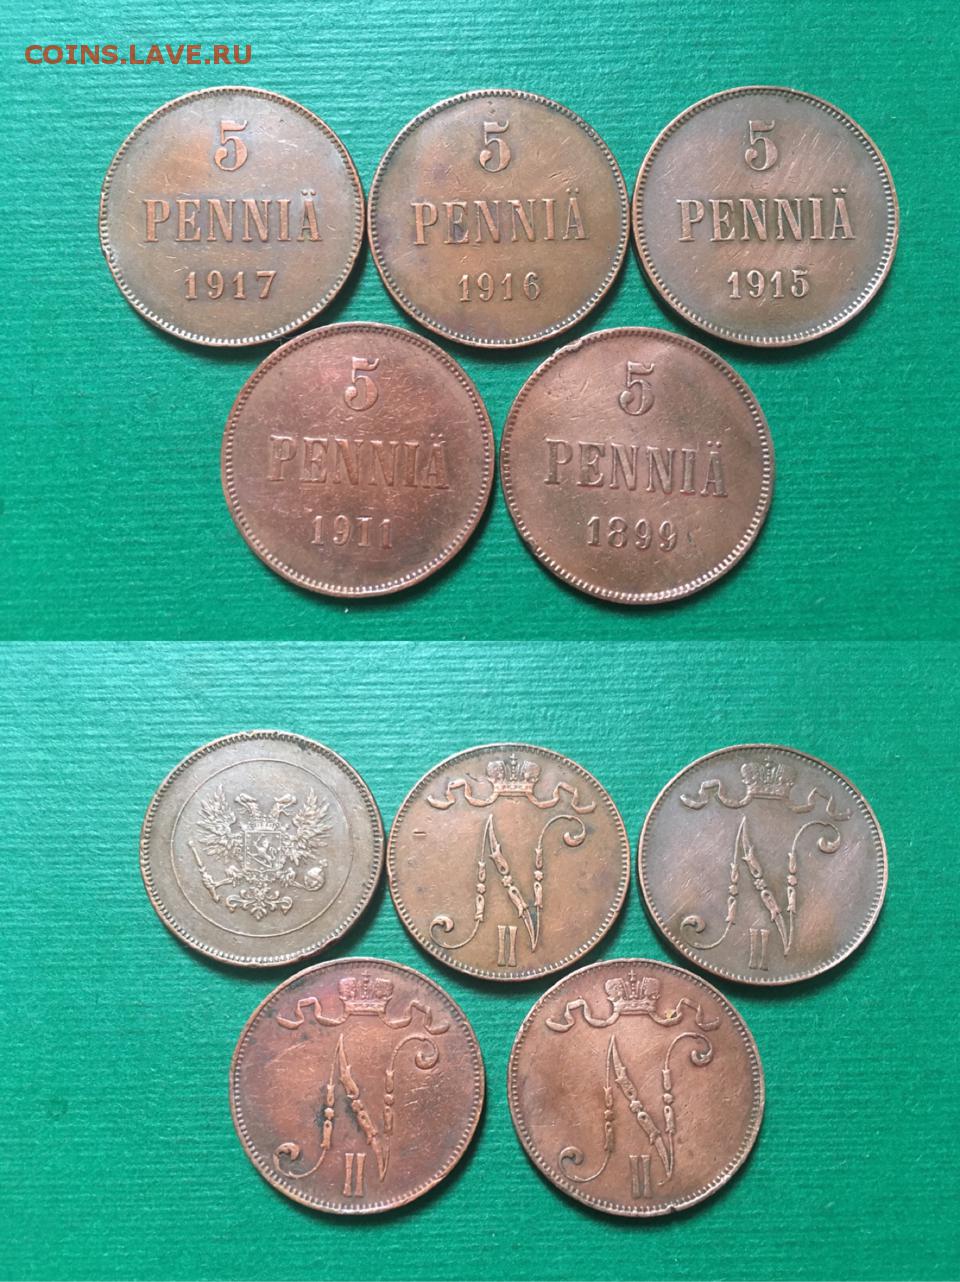 COINS.LAVE.RU
5
PENNIÄ
1917
5
PENNIÄ
1916
5
PENNIÄ
1915
5
PENNIÄ
1911
5
PENNIÄ
1899
N
II
N
II
N
II
N
II